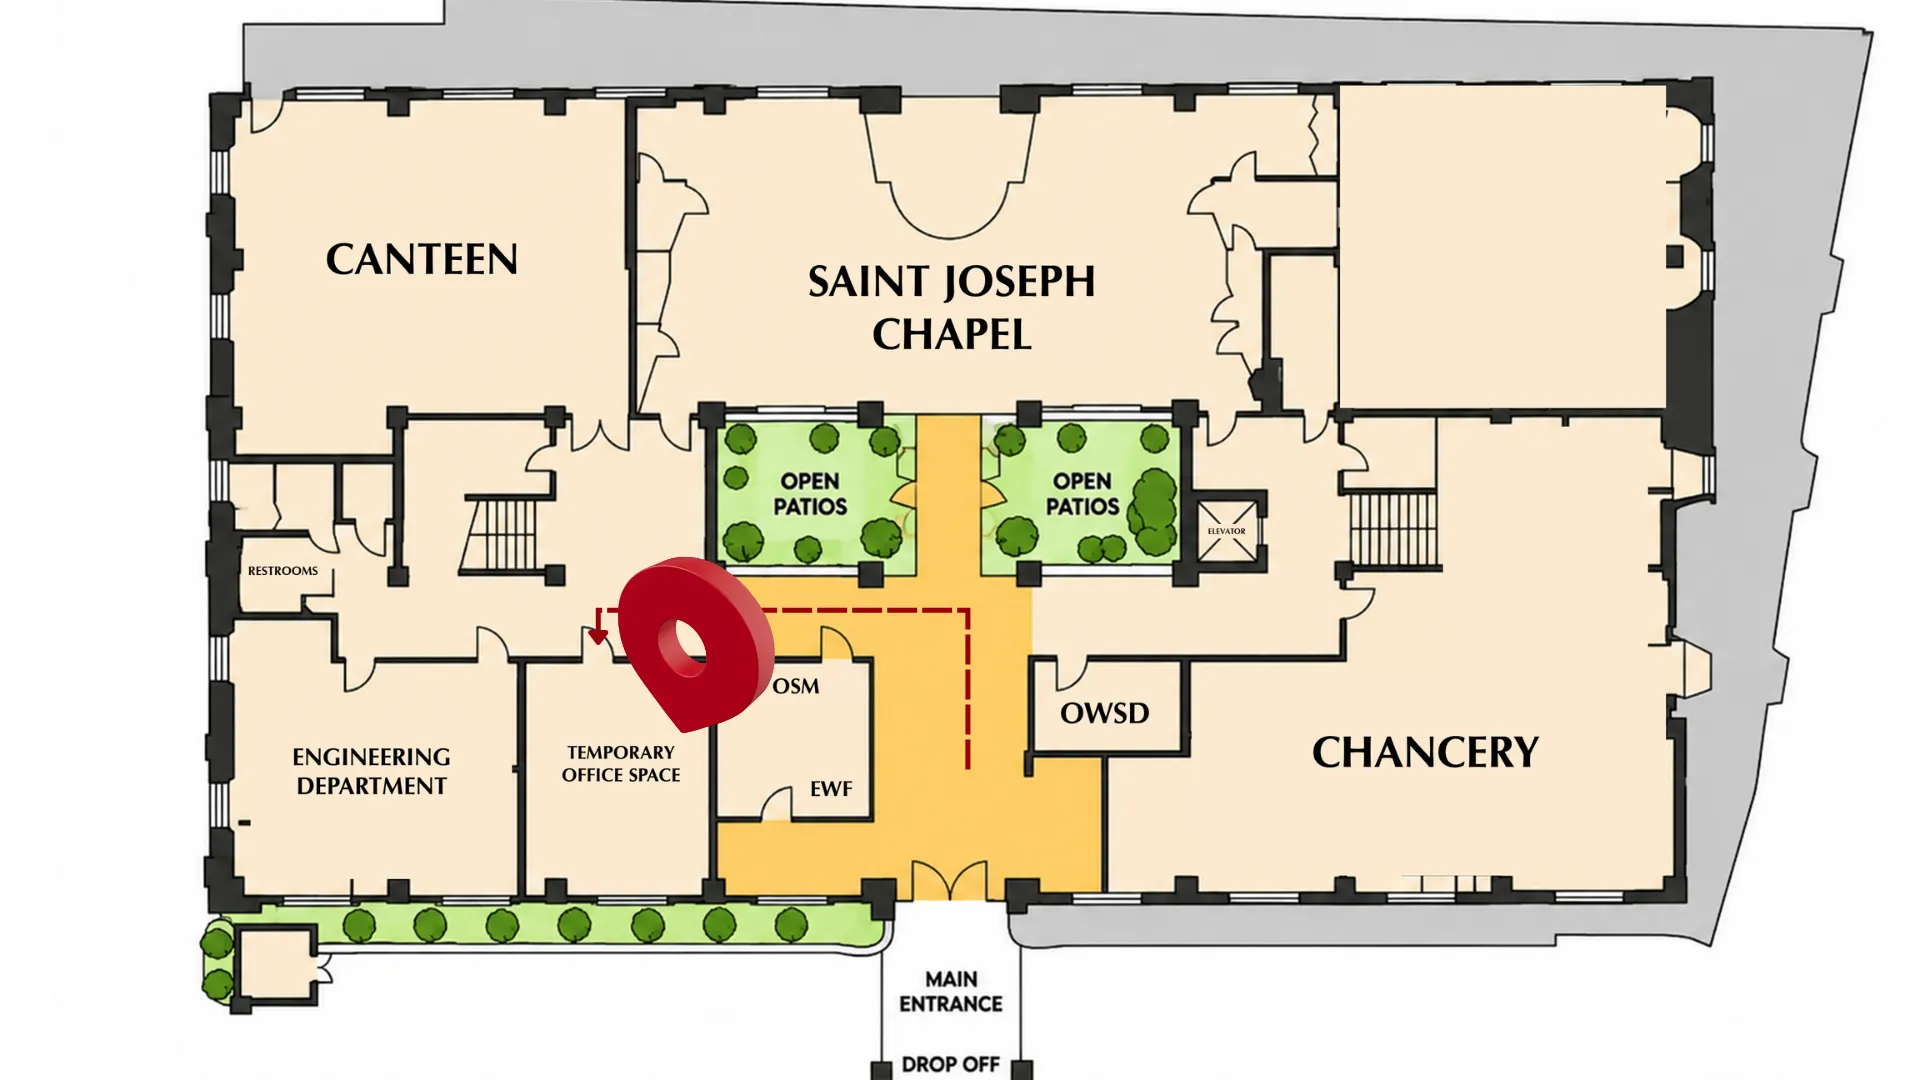 CANTEEN
SAINT JOSEPH
CHAPEL
OPEN
PATIOS
OPEN
PATIOS
ELEVATOR
RESTROOMS
OSM
OWSD
TEMPORARY
OFFICE SPACE
ENGINEERING
DEPARTMENT
EWF
CHANCERY
MAIN
ENTRANCE
DROP OFF